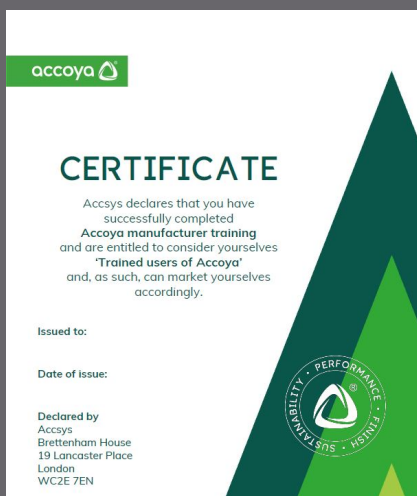 accoya
CERTIFICATE
Accsys declares that you have
successfully completed
Accoya manufacturer training
and are entitled to consider yourselves
‘Trained users of Accoya’
and, as such, can market yourselves
accordingly.
Issued to:
Date of issue:
Declared by
Accsys
Brettenham House
19 Lancaster Place
London
WC2E 7EN
SUSTAINABILITY • PERFORMANCE • FINISH •
®